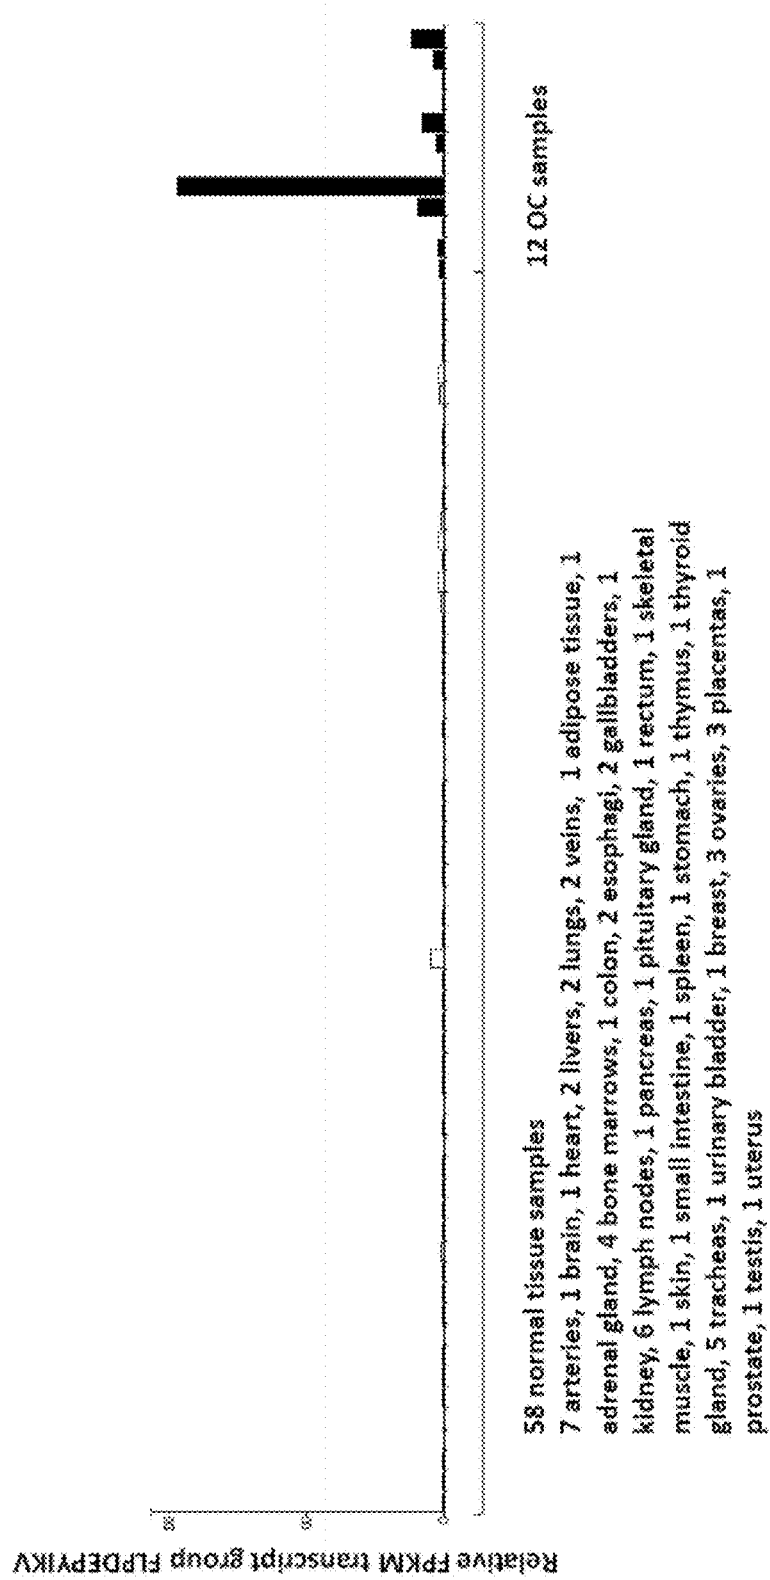 Relative FPKM transcript group FLPDEPYIKV
0
58 normal tissue samples
7 arteries, 1 brain, 1 heart, 2 livers, 2 lungs, 2 veins, 1 adipose tissue, 1
adrenal gland, 4 bone marrows, 1 colon, 2 esophagi, 2 gallbladders, 1
kidney, 6 lymph nodes, 1 pancreas, 1 pituitary gland, 1 rectum, 1 skeletal
muscle, 1 skin, 1 small intestine, 1 spleen, 1 stomach, 1 thymus, 1 thyroid
gland, 5 tracheas, 1 urinary bladder, 1 breast, 3 ovaries, 3 placentas, 1
prostate, 1 testis, 1 uterus
12 OC samples